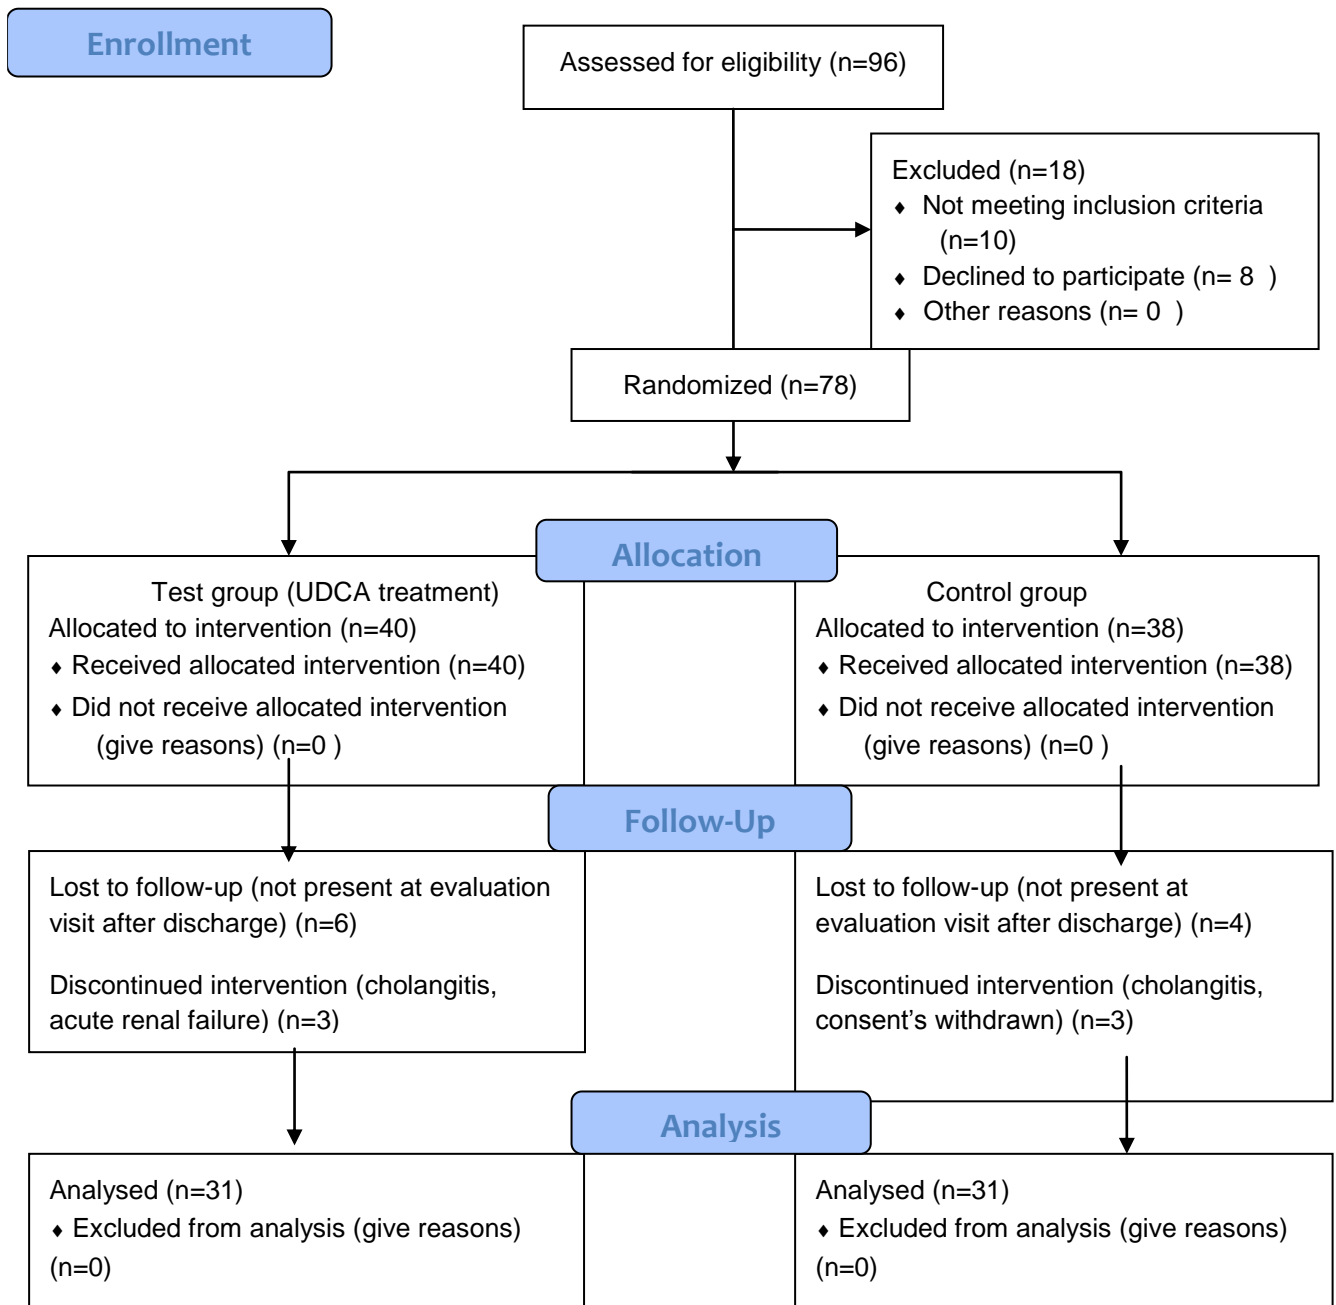 Enrollment
Assessed for eligibility (n=96)
Excluded (n=18)
♦ Not meeting inclusion criteria
(n=10)
♦ Declined to participate (n= 8  )
♦ Other reasons (n= 0  )
Randomized (n=78)
Allocation
Test group (UDCA treatment)
Allocated to intervention (n=40)
♦ Received allocated intervention (n=40)
♦ Did not receive allocated intervention
(give reasons) (n=0 )
Control group
Allocated to intervention (n=38)
♦ Received allocated intervention (n=38)
♦ Did not receive allocated intervention
(give reasons) (n=0 )
Follow-Up
Lost to follow-up (not present at evaluation
visit after discharge) (n=6)
Discontinued intervention (cholangitis,
acute renal failure) (n=3)
Lost to follow-up (not present at
evaluation visit after discharge) (n=4)
Discontinued intervention (cholangitis,
consent’s withdrawn) (n=3)
Analysis
Analysed (n=31)
♦ Excluded from analysis (give reasons)
(n=0)
Analysed (n=31)
♦ Excluded from analysis (give reasons)
(n=0)